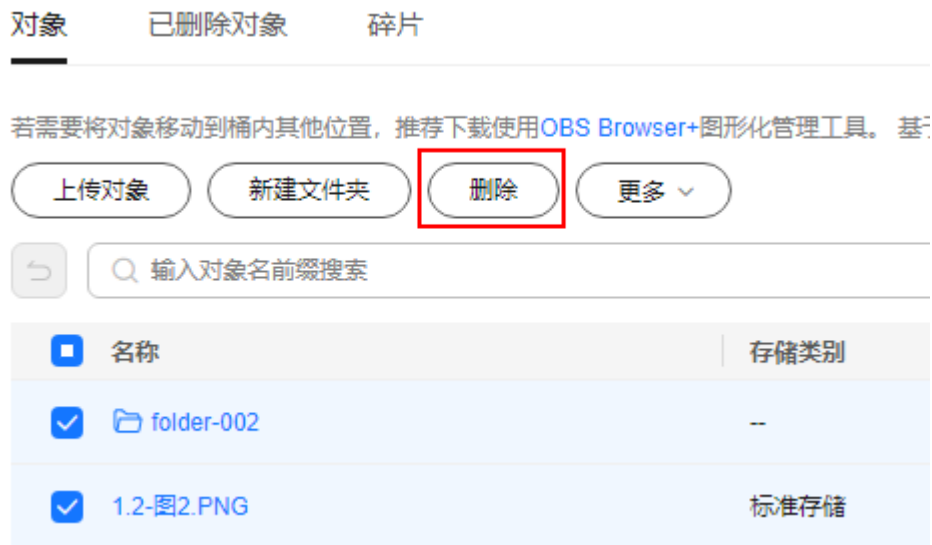 对象 已删除对象 碎片
若需要将对象移动到桶内其他位置，推荐下载使用OBS Browser+图形化管理工具。 基
上传对象 新建文件夹 删除 更多
输入对象名前缀搜索
名称 存储类别
folder-002 --
1.2-图2.PNG 标准存储